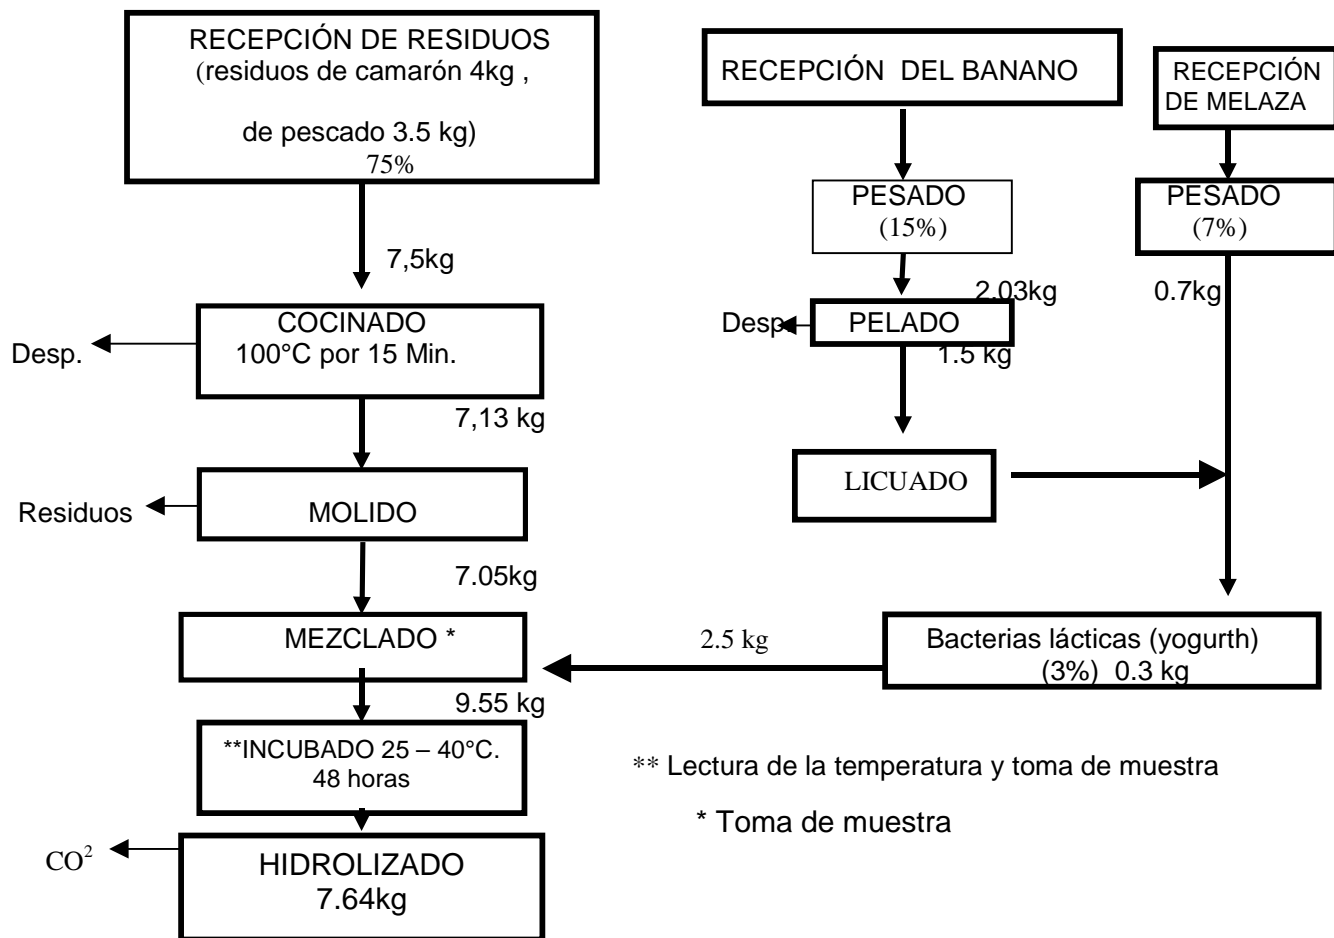 RECEPCIÓN DE RESIDUOS
(residuos de camarón 4kg ,
de pescado 3.5 kg)
75%
7,5kg
COCINADO
100°C por 15 Min.
Desp.
7,13 kg
Residuos
MOLIDO
7.05kg
MEZCLADO *
9.55 kg
**INCUBADO 25 – 40°C.
48 horas
CO2
HIDROLIZADO
7.64kg
RECEPCIÓN DEL BANANO
PESADO
(15%)
2.03kg
Desp.
PELADO
1.5 kg
LICUADO
RECEPCIÓN
DE MELAZA
PESADO
(7%)
0.7kg
Bacterias lácticas (yogurth)
(3%) 0.3 kg
2.5 kg
** Lectura de la temperatura y toma de muestra
* Toma de muestra